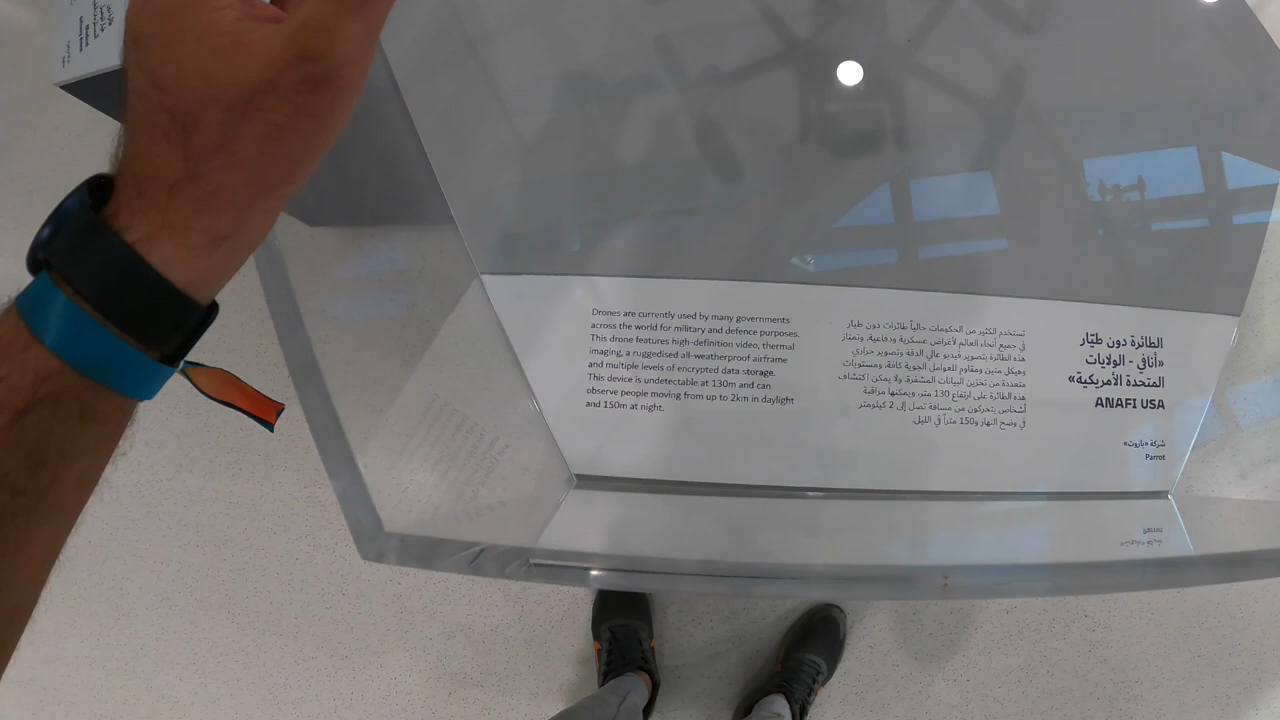 Drones are currently used by many governments
across the world for military and defence purposes.
This drone features high-definition video, thermal
imaging, a ruggedised all-weatherproof airframe
and multiple levels of encrypted data storage.
This device is undetectable at 130m and can
observe people moving from up to 2km in daylight
and 150m at night.
تستخدم الكثير من الحكومات حالياً طائرات دون طيار
في جميع أنحاء العالم لأغراض عسكرية ودفاعية. وتمتاز
هذه الطائرة بتصوير فيديو عالي الدقة وتصوير حراري
وهيكل متين ومقاوم للعوامل الجوية كافة، ومستويات
متعددة من تخزين البيانات المشفرة. ولا يمكن اكتشاف
هذه الطائرة على ارتفاع 130 متر، ويمكنها مراقبة
أشخاص يتحركون من مسافة تصل إلى 2 كيلومتر
في وضح النهار و150 متراً في الليل.
الطائرة دون طيّار
«أنافي - الولايات
المتحدة الأمريكية»
ANAFI USA
شركة «باروت»
Parrot